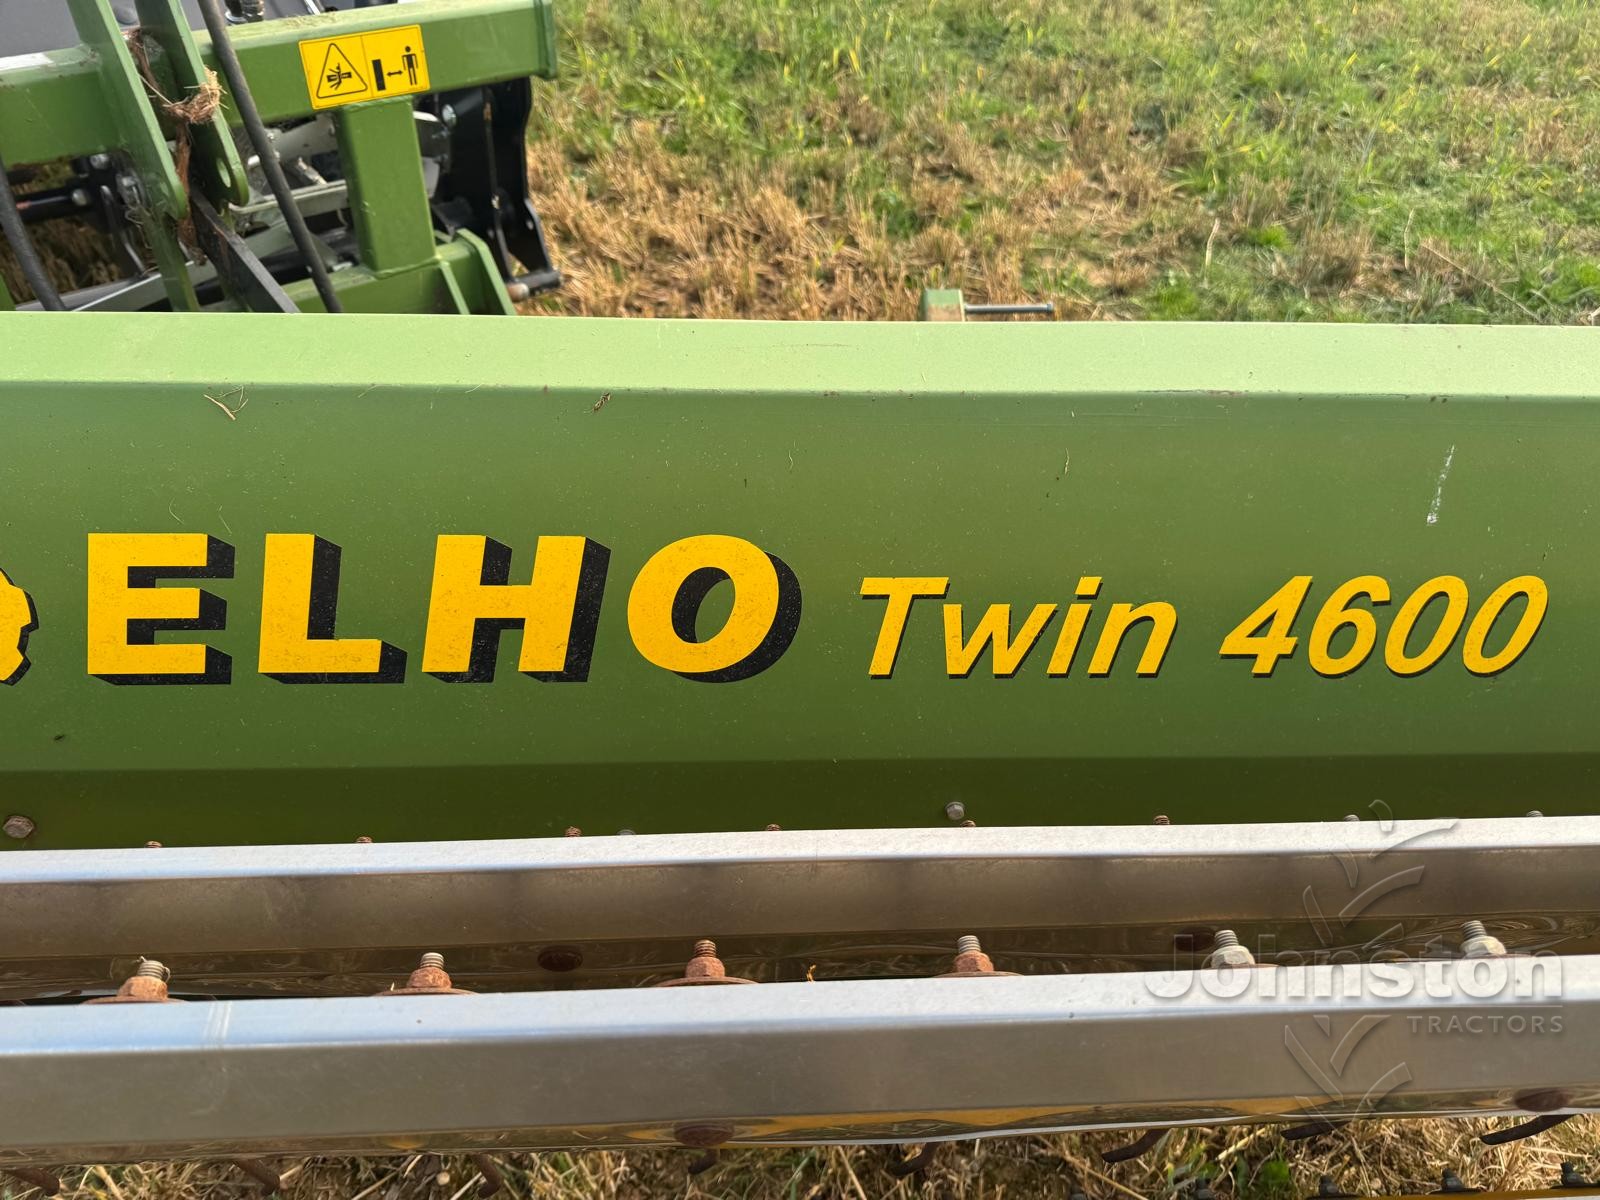 ELHO Twin 4600
Johnston
TRACTORS